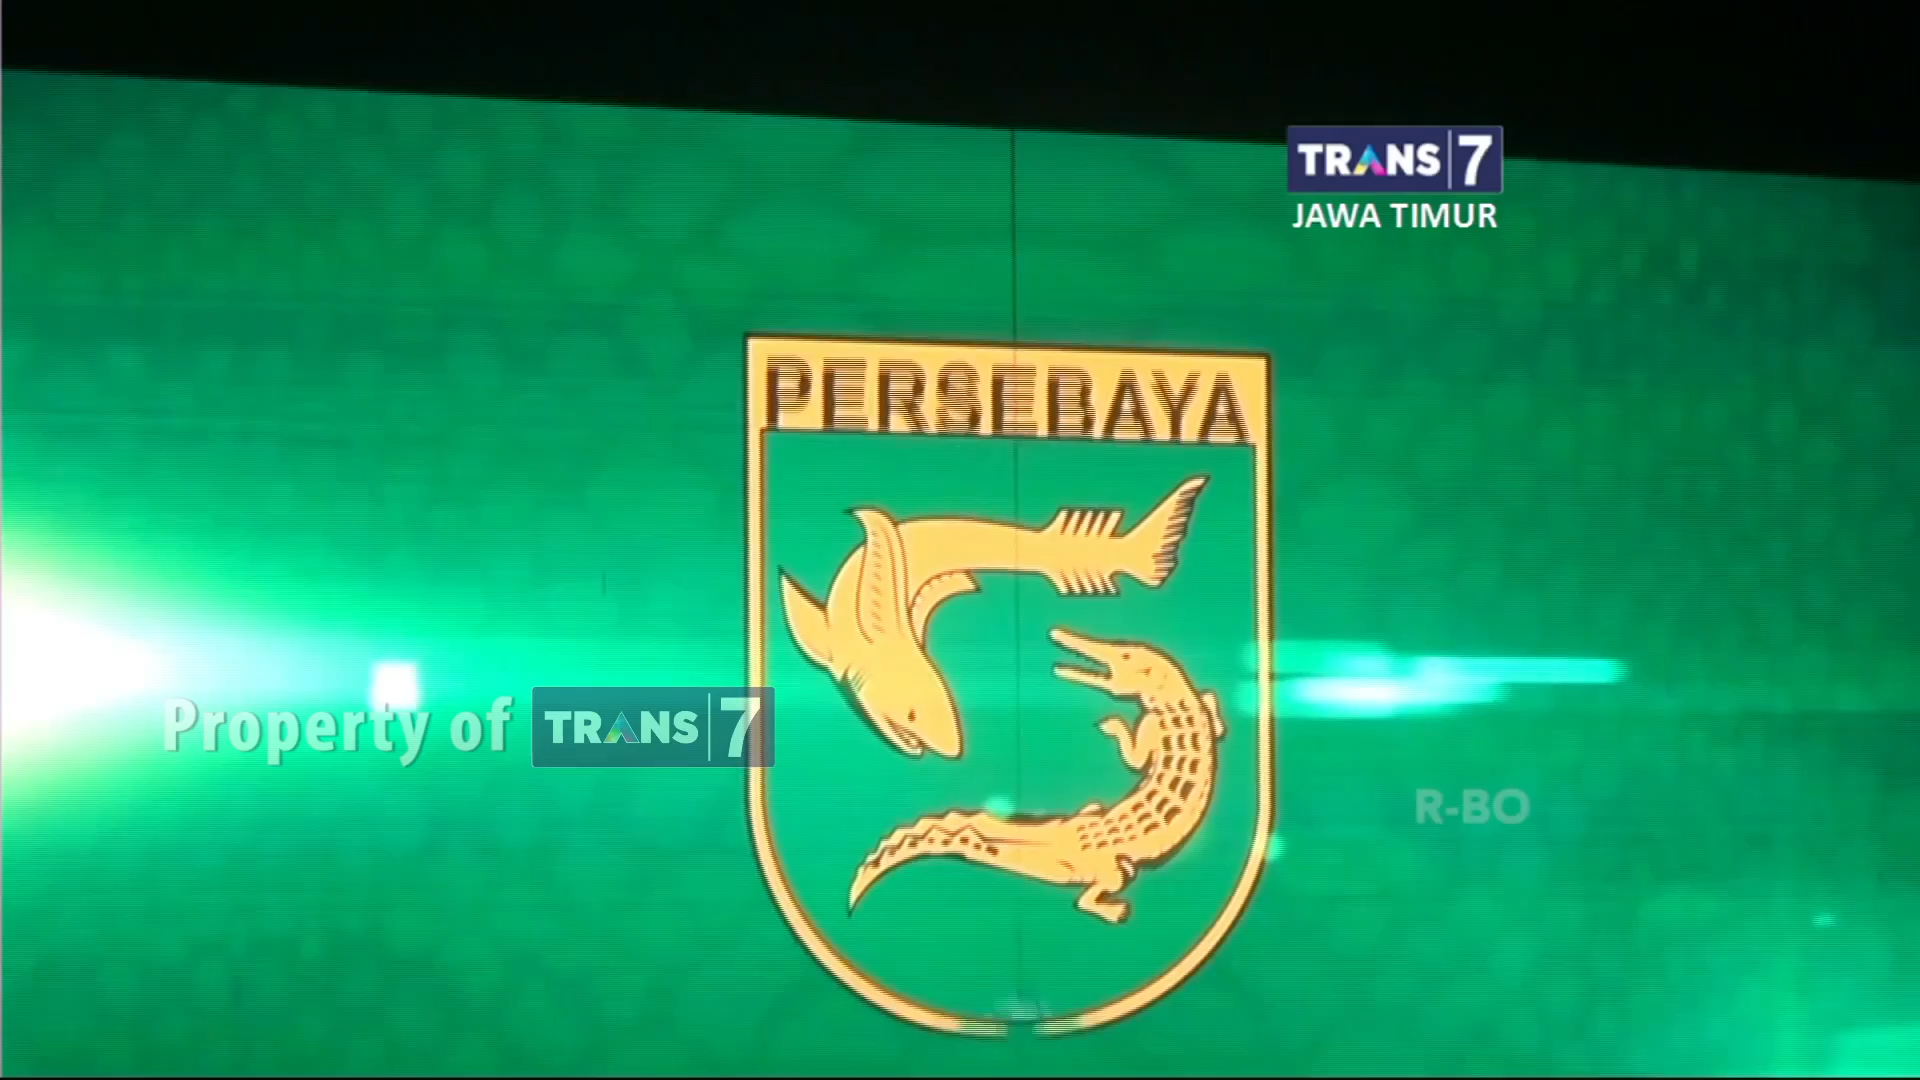 TRANS 7
JAWA TIMUR
PERSEBAYA
Property of TRANS 7
R-BO